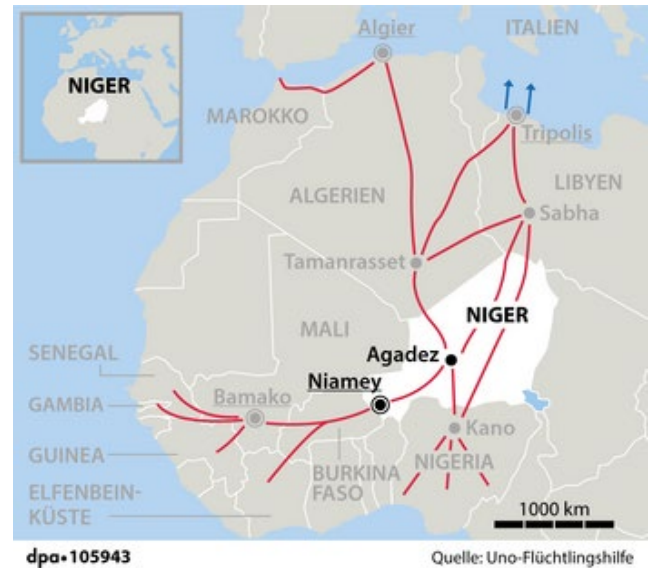 NIGER
Algier
ITALIEN
MAROKKO
Tripolis
ALGERIEN
LIBYEN
Sabha
Tamanrasset
NIGER
MALI
Agadez
SENEGAL
Niamey
Bamako
GAMBIA
Kano
GUINEA
BURKINA
FASO
NIGERIA
ELFENBEIN-
KÜSTE
1000 km
dpa•105943
Quelle: Uno-Flüchtlingshilfe